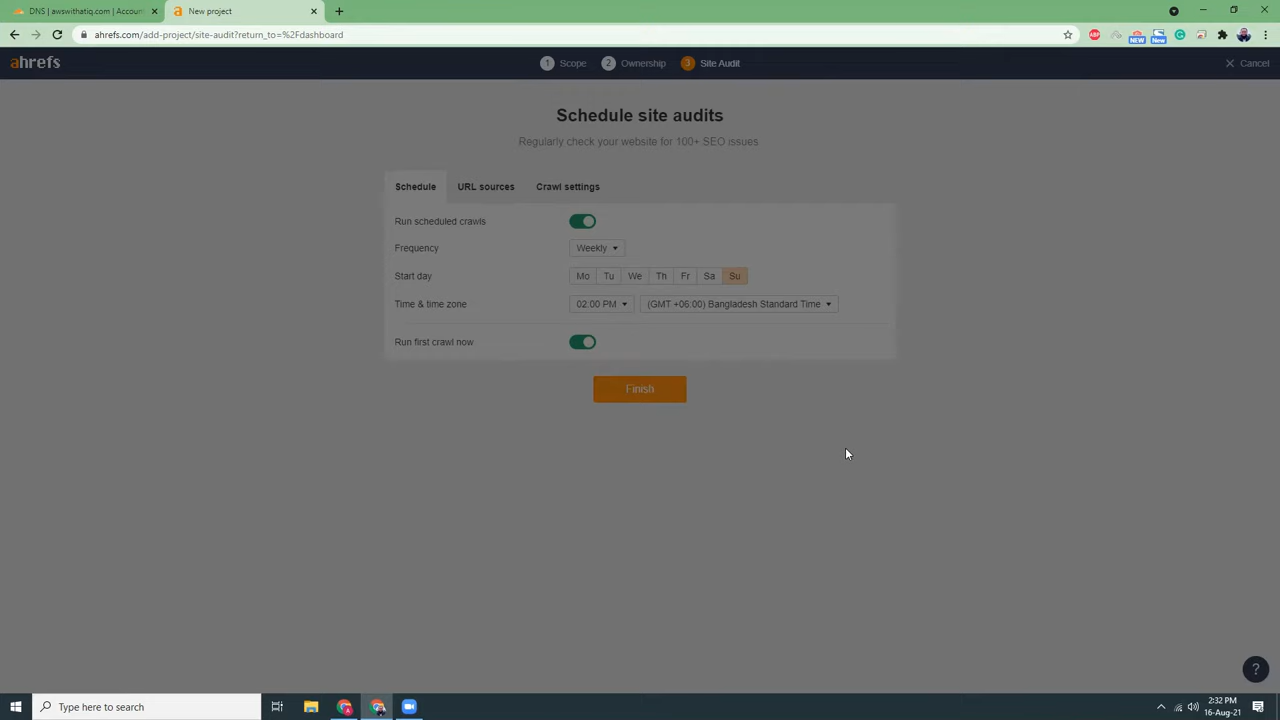 DNS | awswithatiq.com | Account
New project
ahrefs.com/add-project/site-audit?return_to=%2Fdashboard
NEW
New
ahrefs
1 Scope
2 Ownership
3 Site Audit
Cancel
Schedule site audits
Regularly check your website for 100+ SEO issues
Schedule
URL sources
Crawl settings
Run scheduled crawls
Frequency
Weekly
Start day
Mo Tu We Th Fr Sa Su
Time & time zone
02:00 PM
(GMT +06:00) Bangladesh Standard Time
Run first crawl now
Finish
?
Type here to search
2:32 PM
16-Aug-21